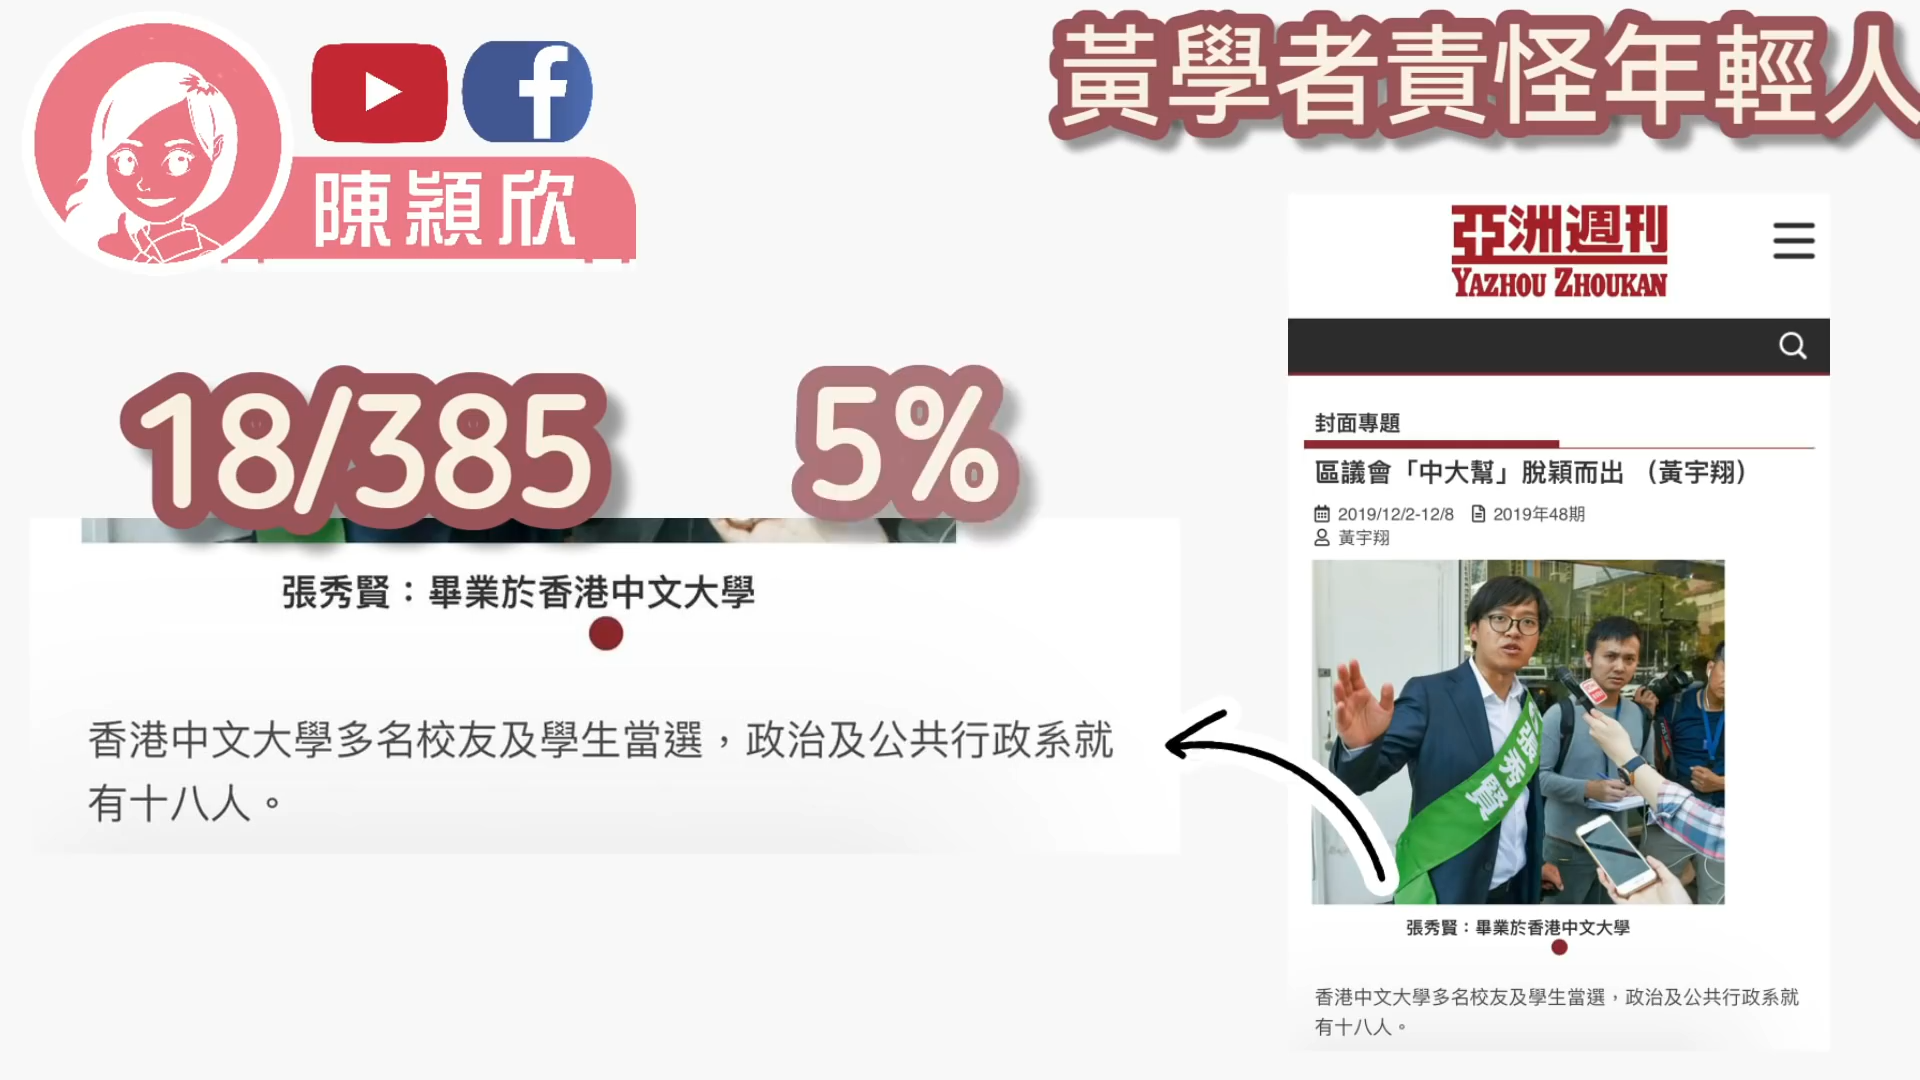 黃學者責怪年輕人
陳穎欣
18/385
5%
張秀賢：畢業於香港中文大學
香港中文大學多名校友及學生當選，政治及公共行政系就
有十八人。
亞洲週刊
YAZHOU ZHOUKAN
封面專題
區議會「中大幫」脫穎而出 （黃宇翔）
2019/12/2-12/8 2019年48期
黃宇翔
張秀賢
張秀賢：畢業於香港中文大學
香港中文大學多名校友及學生當選，政治及公共行政系就
有十八人。